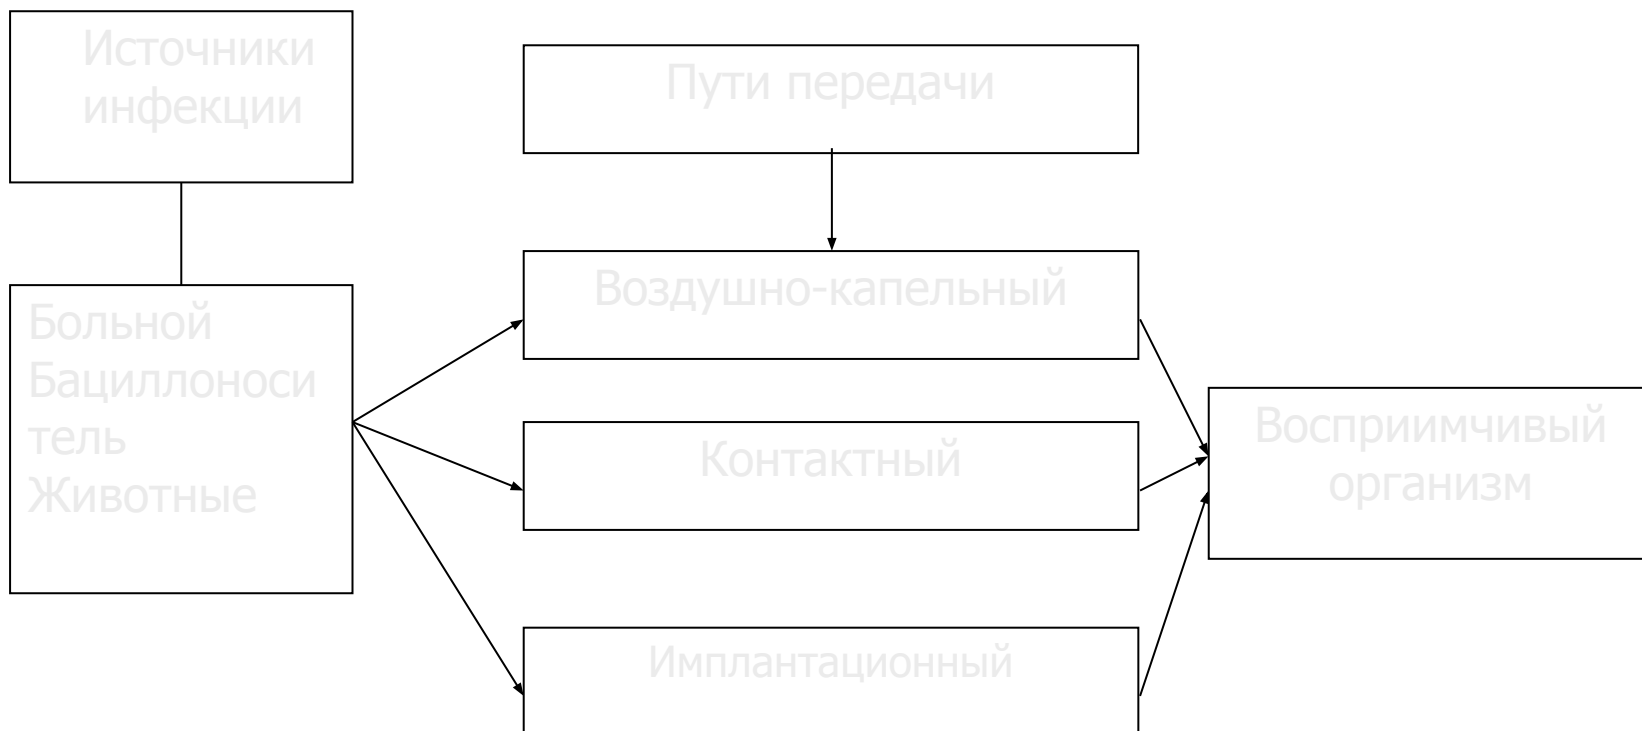 Источники
инфекции
Пути передачи
Воздушно-капельный
Больной
Бациллоноси
тель
Животные
Контактный
Восприимчивый
организм
Имплантационный